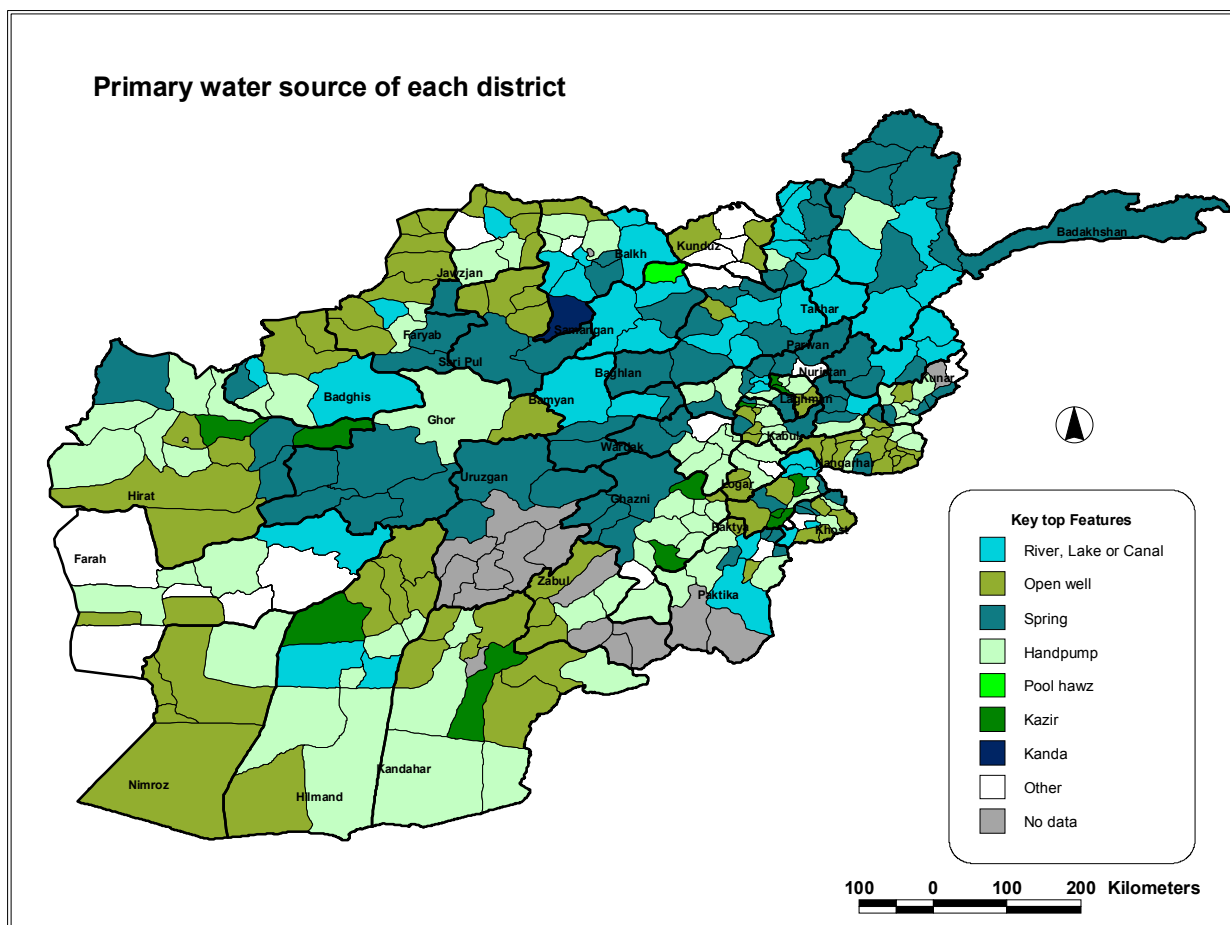 Primary water source of each district
Badakhshan
Kunduz
Balkh
Jawzjan
Takhar
Samangan
Faryab
Parwan
Sari Pul
Baghlan
Nuristan
Kunar
Badghis
Bamyan
Laghman
Ghor
Kabul
Wardak
Nangarhar
Uruzgan
Logar
Hirat
Ghazni
Paktya
Khost
Farah
Zabul
Paktika
Kandahar
Nimroz
Hilmand
Key top Features
River, Lake or Canal
Open well
Spring
Handpump
Pool hawz
Kazir
Kanda
Other
No data
100 0 100 200 Kilometers